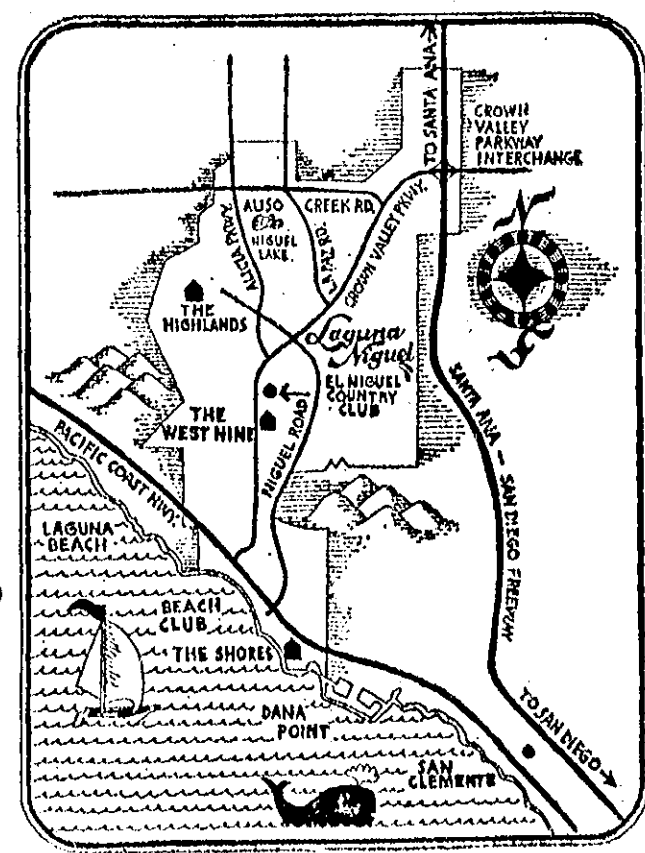 TO SANTA ANA
CROWN
VALLEY
PARKWAY
INTERCHANGE
N
AUSO
CREEK RD.
NIGUEL
LAKE.
ALICIA PKWY.
LA PAZ RD.
CROWN VALLEY PKWY.
THE
HIGHLANDS
Laguna
Niguel
EL NIGUEL
COUNTRY
CLUB
THE
WEST NINE
NIGUEL ROAD
SANTA ANA - SAN DIEGO FREEWAY
PACIFIC COAST HWY.
LAGUNA
BEACH
BEACH
CLUB
THE SHORES
DANA
POINT
SAN
CLEMENTE
TO SAN DIEGO